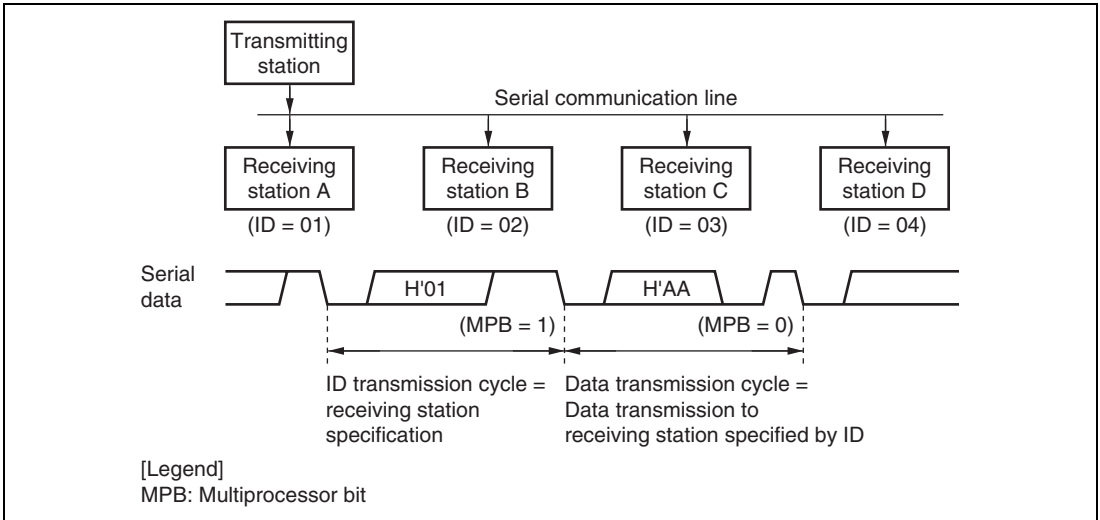 Transmitting
station
Serial communication line
Receiving
station A
Receiving
station B
Receiving
station C
Receiving
station D
(ID = 01)
(ID = 02)
(ID = 03)
(ID = 04)
Serial
data
H'01
H'AA
(MPB = 1)
(MPB = 0)
ID transmission cycle =
receiving station
specification
Data transmission cycle =
Data transmission to
receiving station specified by ID
[Legend]
MPB: Multiprocessor bit